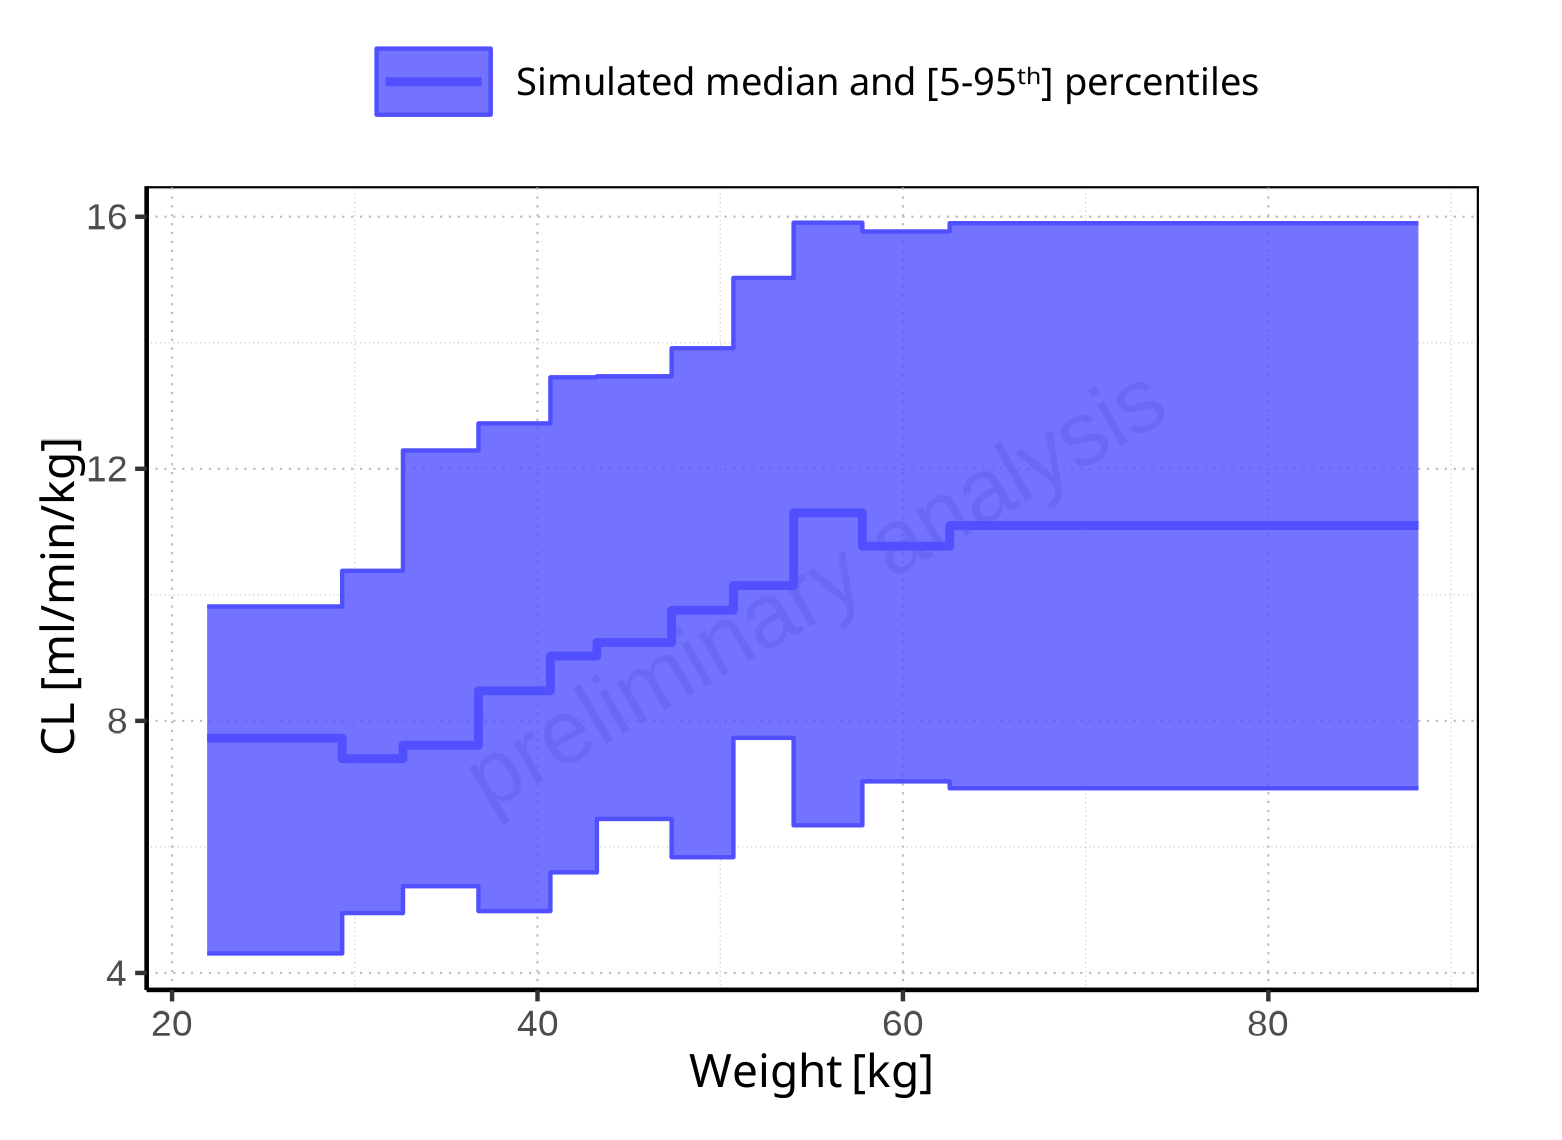 Simulated median and [5-95ᵗʰ] percentiles
16
12
8
4
CL [ml/min/kg]
preliminary analysis
20 40 60 80
Weight [kg]